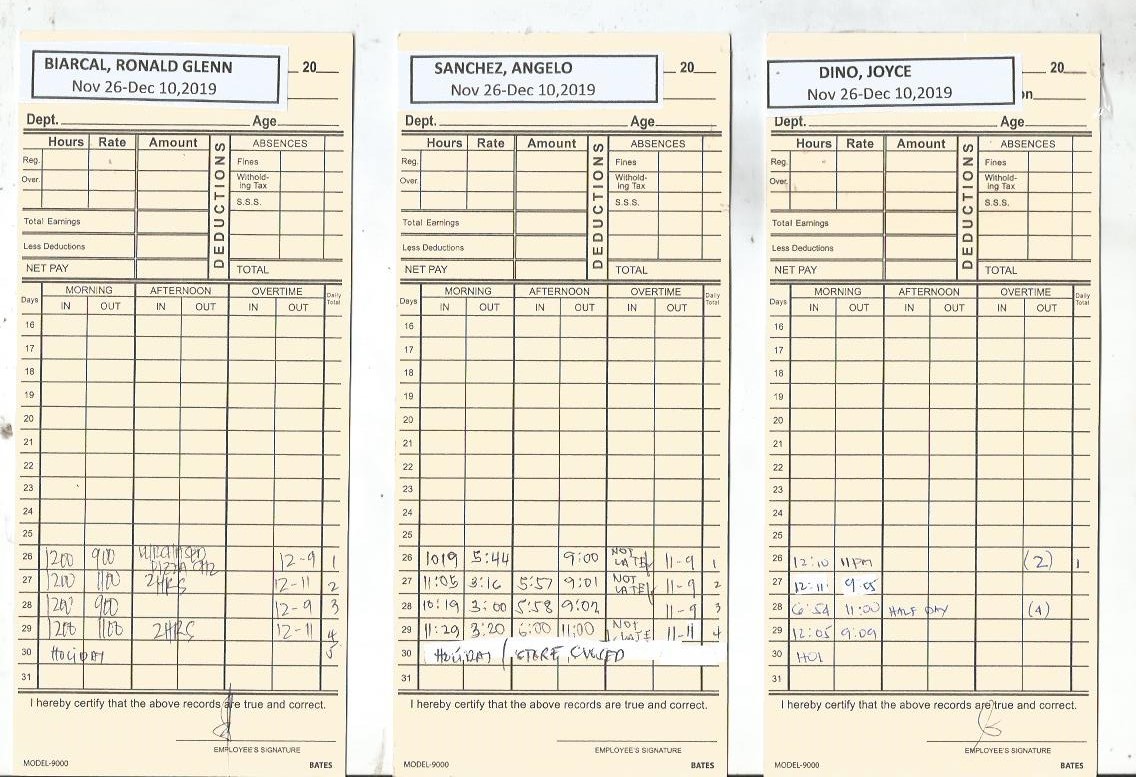 BIARCAL, RONALD GLENN
Nov 26-Dec 10,2019
20
Dept. Age
Hours Rate Amount DEDUCTIONS ABSENCES
Reg. Fines
Over. Withold-ing Tax
S.S.S.
Total Earnings
Less Deductions
NET PAY TOTAL
Days MORNING AFTERNOON OVERTIME Daily Total
IN OUT IN OUT IN OUT
16
17
18
19
20
21
22
23
24
25
26 1200 900 12-9 1
27 1200 1100 2HRS 12-11 2
28 1200 900 12-9 3
29 1200 1100 2HRS 12-11 4
30 HOLIDAY 5
31
I hereby certify that the above records are true and correct.
EMPLOYEE'S SIGNATURE
MODEL-9000 BATES
SANCHEZ, ANGELO
Nov 26-Dec 10,2019
20
Dept. Age
Hours Rate Amount DEDUCTIONS ABSENCES
Reg. Fines
Over. Withold-ing Tax
S.S.S.
Total Earnings
Less Deductions
NET PAY TOTAL
Days MORNING AFTERNOON OVERTIME Daily Total
IN OUT IN OUT IN OUT
16
17
18
19
20
21
22
23
24
25
26 1019 5:44 9:00 NOT LATE 11-9 1
27 11:05 3:16 5:57 9:01 NOT LATE 11-9 2
28 10:19 3:00 5:58 9:02 11-9 3
29 11:29 3:20 6:00 11:00 NOT LATE 11-11 4
30 HOLIDAY / STORE CLOSED
31
I hereby certify that the above records are true and correct.
EMPLOYEE'S SIGNATURE
MODEL-9000 BATES
DINO, JOYCE
Nov 26-Dec 10,2019
20
on
Dept. Age
Hours Rate Amount DEDUCTIONS ABSENCES
Reg. Fines
Over. Withold-ing Tax
S.S.S.
Total Earnings
Less Deductions
NET PAY TOTAL
Days MORNING AFTERNOON OVERTIME Daily Total
IN OUT IN OUT IN OUT
16
17
18
19
20
21
22
23
24
25
26 12:10 11PM (2) 1
27 12:11 9:05
28 6:54 11:00 HALF DAY (4)
29 12:05 9:09
30 HOL
31
I hereby certify that the above records are true and correct.
EMPLOYEE'S SIGNATURE
MODEL-9000 BATES